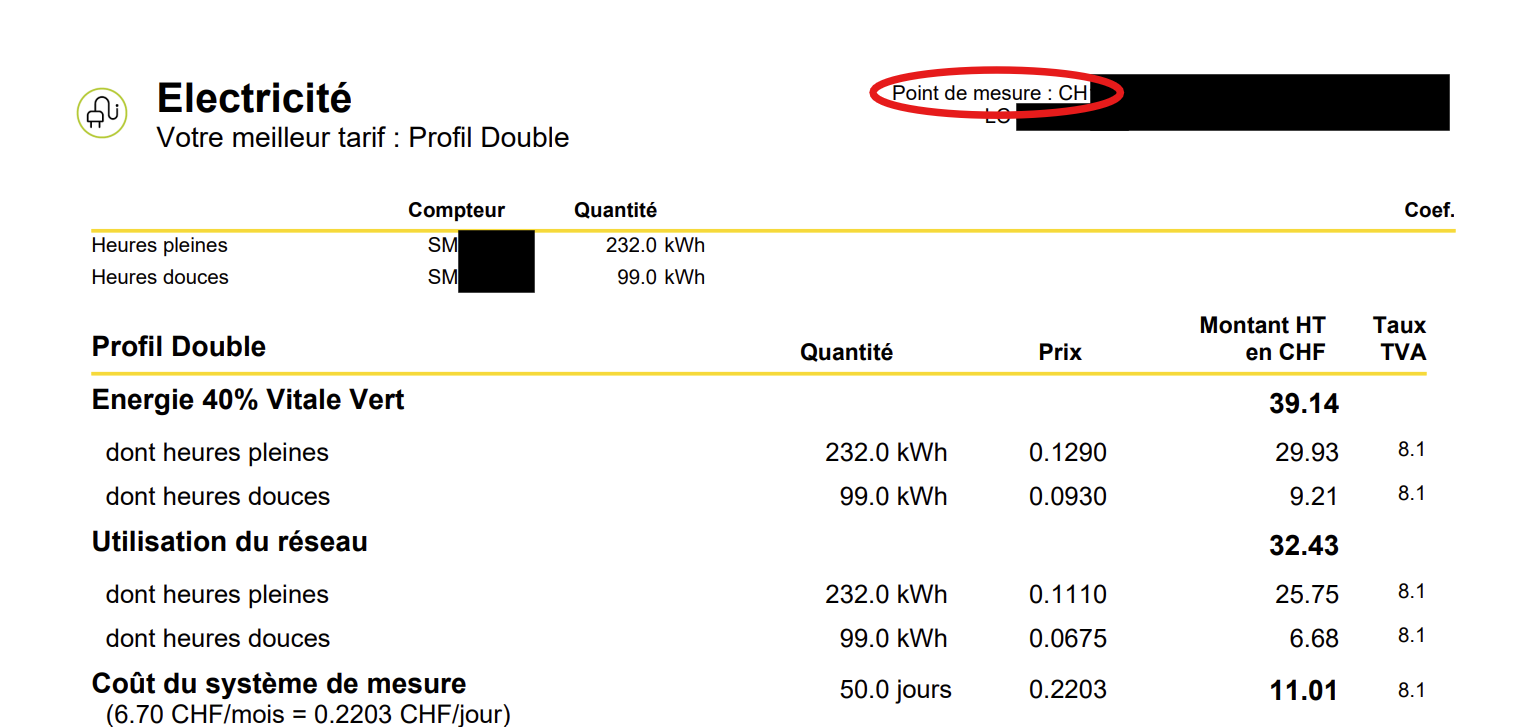 Electricité
Votre meilleur tarif : Profil Double
Point de mesure : CH
Compteur Quantité Coef.
Heures pleines SM 232.0 kWh
Heures douces SM 99.0 kWh
Profil Double Quantité Prix Montant HT en CHF Taux TVA
Energie 40% Vitale Vert 39.14
dont heures pleines 232.0 kWh 0.1290 29.93 8.1
dont heures douces 99.0 kWh 0.0930 9.21 8.1
Utilisation du réseau 32.43
dont heures pleines 232.0 kWh 0.1110 25.75 8.1
dont heures douces 99.0 kWh 0.0675 6.68 8.1
Coût du système de mesure 50.0 jours 0.2203 11.01 8.1
(6.70 CHF/mois = 0.2203 CHF/jour)